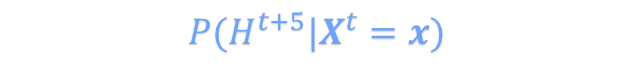 P(H^{t+5}|X^t = x)